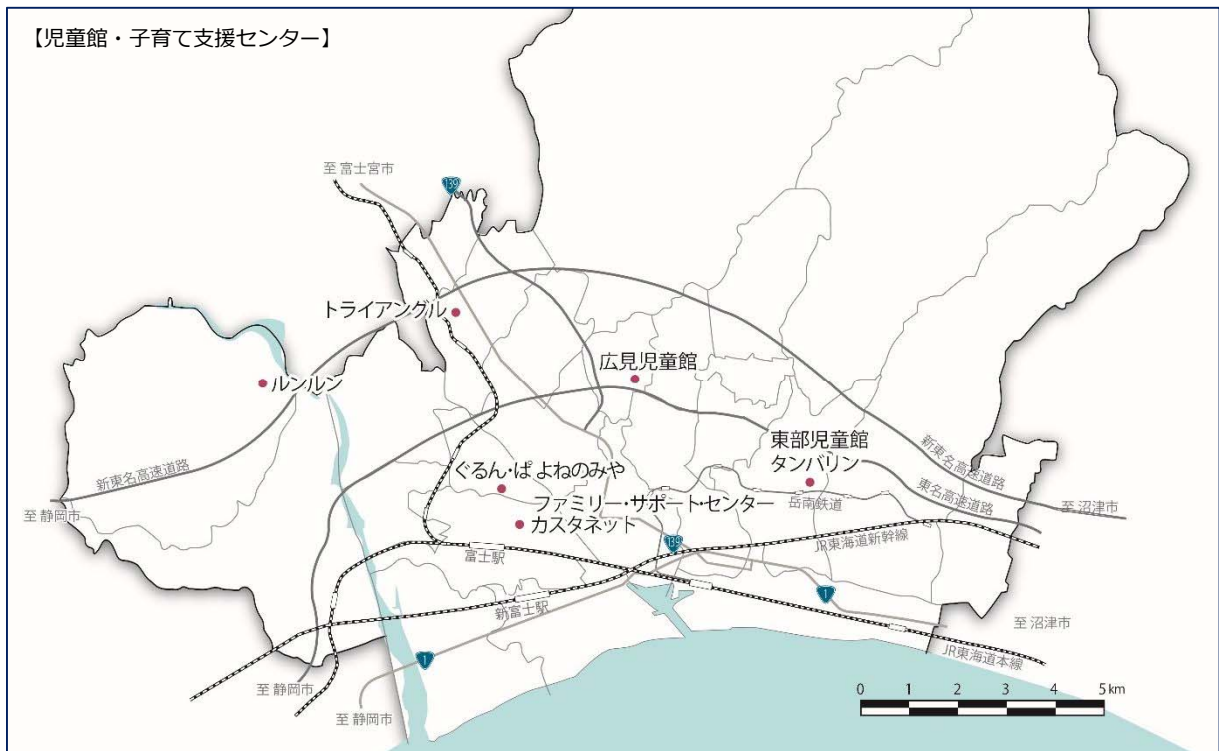 【児童館・子育て支援センター】
至 富士宮市
139
トライアングル
広見児童館
ルンルン
東部児童館
タンバリン
新東名高速道路
新東名高速道路
ぐるん・ぱ よねのみや
ファミリー・サポート・センター
カスタネット
岳南鉄道
東名高速道路
至 沼津市
至 静岡市
139
JR東海道新幹線
富士駅
新富士駅
1
至 沼津市
JR東海道本線
1
至 静岡市
至 静岡市
0 1 2 3 4 5km